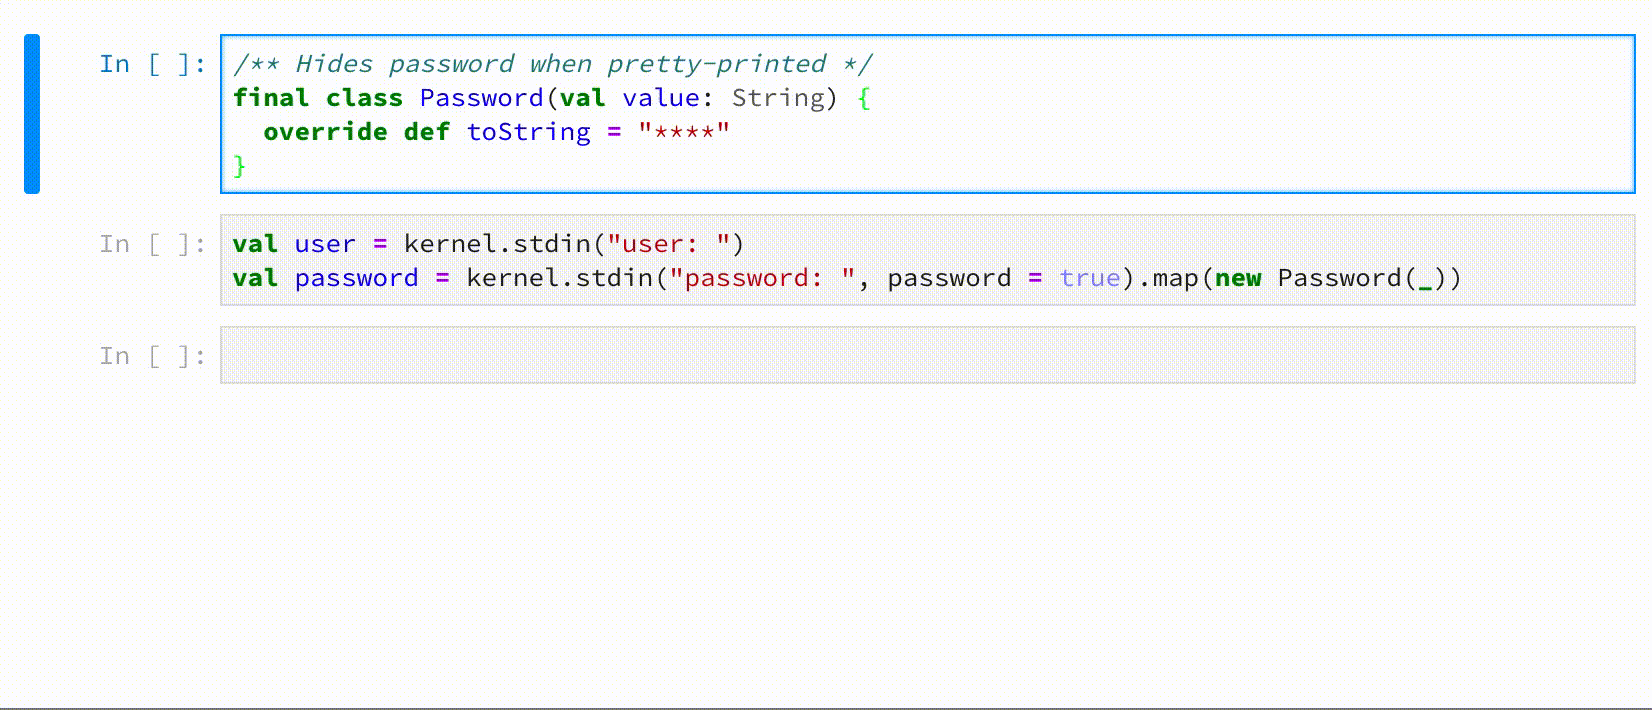 In [ ]: /** Hides password when pretty-printed */
final class Password(val value: String) {
  override def toString = "****"
}
In [ ]: val user = kernel.stdin("user: ")
val password = kernel.stdin("password: ", password = true).map(new Password(_))
In [ ]: